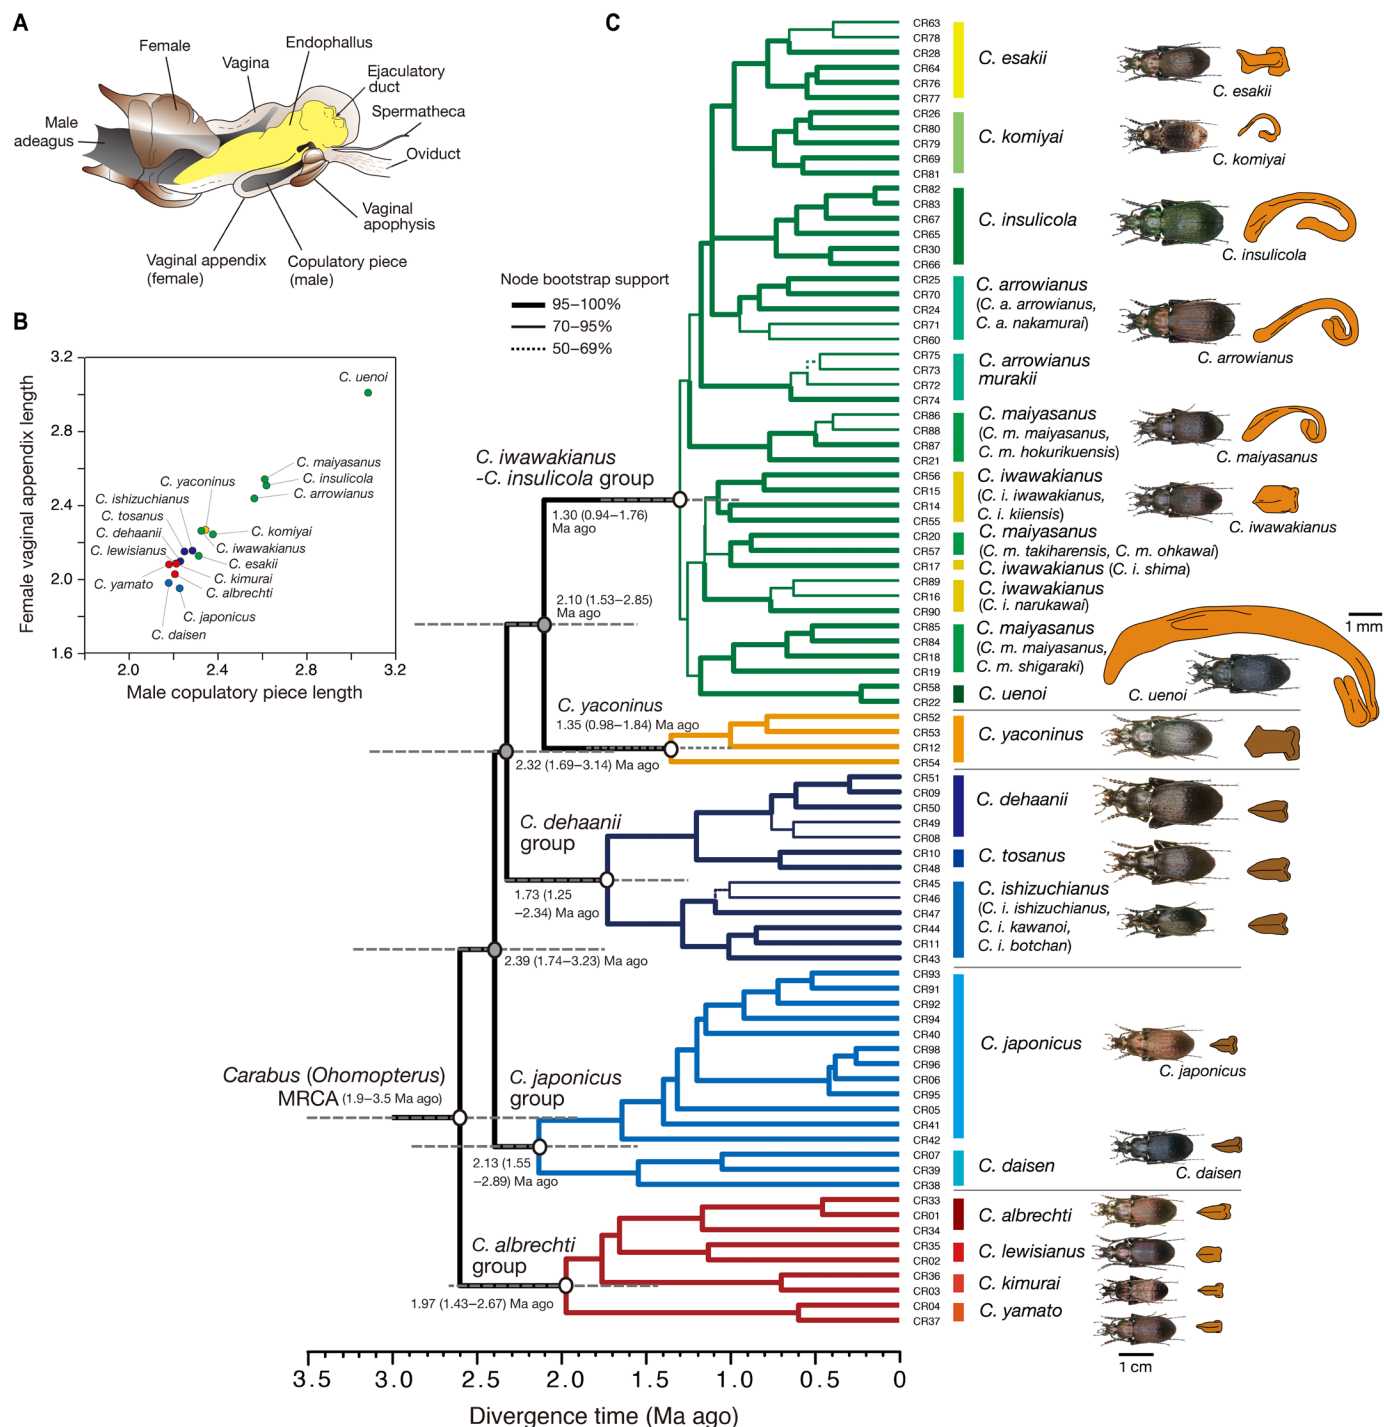 A
Female
Endophallus
Vagina
Ejaculatory
duct
Spermatheca
Male
adeagus
Oviduct
Vaginal
apophysis
Vaginal appendix
(female)
Copulatory piece
(male)
B
Female vaginal appendix length
3.2
2.8
2.4
2.0
1.6
2.0
2.4
2.8
3.2
Male copulatory piece length
C. uenoi
C. maiyasanus
C. insulicola
C. arrowianus
C. yaconinus
C. ishizuchianus
C. tosanus
C. dehaanii
C. lewisianus
C. yamato
C. komiyai
C. iwawakianus
C. esakii
C. kimurai
C. albrechti
C. japonicus
C. daisen
C
Node bootstrap support
95–100%
70–95%
50–69%
C. iwawakianus
-C. insulicola group
1.30 (0.94–1.76)
Ma ago
2.10 (1.53–2.85)
Ma ago
C. yaconinus
1.35 (0.98–1.84) Ma ago
2.32 (1.69–3.14) Ma ago
C. dehaanii
group
1.73 (1.25
–2.34) Ma ago
2.39 (1.74–3.23) Ma ago
Carabus (Ohomopterus)
MRCA (1.9–3.5 Ma ago)
C. japonicus
group
2.13 (1.55
–2.89) Ma ago
C. albrechti
group
1.97 (1.43–2.67) Ma ago
CR63
CR78
CR28
CR64
CR76
CR77
CR26
CR80
CR79
CR69
CR81
CR82
CR83
CR67
CR65
CR30
CR66
CR25
CR70
CR24
CR71
CR60
CR75
CR73
CR72
CR74
CR86
CR88
CR87
CR21
CR56
CR15
CR14
CR55
CR20
CR57
CR17
CR89
CR16
CR90
CR85
CR84
CR18
CR19
CR58
CR22
CR52
CR53
CR12
CR54
CR51
CR09
CR50
CR49
CR08
CR10
CR48
CR45
CR46
CR47
CR44
CR11
CR43
CR93
CR91
CR92
CR94
CR40
CR98
CR96
CR06
CR95
CR05
CR41
CR42
CR07
CR39
CR38
CR33
CR01
CR34
CR35
CR02
CR36
CR03
CR04
CR37
C. esakii
C. komiyai
C. insulicola
C. arrowianus
(C. a. arrowianus,
C. a. nakamurai)
C. arrowianus
murakii
C. maiyasanus
(C. m. maiyasanus,
C. m. hokurikuensis)
C. iwawakianus
(C. i. iwawakianus,
C. i. kiiensis)
C. maiyasanus
(C. m. takiharensis, C. m. ohkawai)
C. iwawakianus (C. i. shima)
C. iwawakianus
(C. i. narukawai)
C. maiyasanus
(C. m. maiyasanus,
C. m. shigaraki)
C. uenoi
C. yaconinus
C. dehaanii
C. tosanus
C. ishizuchianus
(C. i. ishizuchianus,
C. i. kawanoi,
C. i. botchan)
C. japonicus
C. daisen
C. albrechti
C. lewisianus
C. kimurai
C. yamato
C. esakii
C. komiyai
C. insulicola
C. arrowianus
C. maiyasanus
C. iwawakianus
1 mm
C. uenoi
C. japonicus
C. daisen
1 cm
3.5
3.0
2.5
2.0
1.5
1.0
0.5
0
Divergence time (Ma ago)